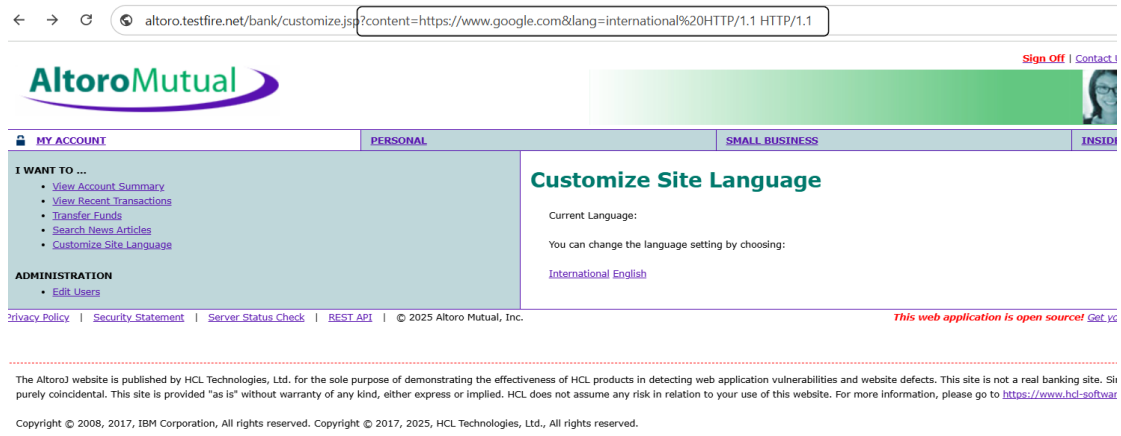 altoro.testfire.net/bank/customize.jsp?content=https://www.google.com&lang=international%20HTTP/1.1 HTTP/1.1
Sign Off | Contact
AltoroMutual
MY ACCOUNT PERSONAL SMALL BUSINESS
I WANT TO ...
• View Account Summary
• View Recent Transactions
• Transfer Funds
• Search News Articles
• Customize Site Language
ADMINISTRATION
• Edit Users
Customize Site Language
Current Language:
You can change the language setting by choosing:
International English
Privacy Policy | Security Statement | Server Status Check | REST API | © 2025 Altoro Mutual, Inc.
This web application is open source! Get
The AltoroJ website is published by HCL Technologies, Ltd. for the sole purpose of demonstrating the effectiveness of HCL products in detecting web application vulnerabilities and website defects. This site is not a real banking site.
purely coincidental. This site is provided "as is" without warranty of any kind, either express or implied. HCL does not assume any risk in relation to your use of this website. For more information, please go to https://www.hcl-softwar
Copyright © 2008, 2017, IBM Corporation, All rights reserved. Copyright © 2017, 2025, HCL Technologies, Ltd., All rights reserved.